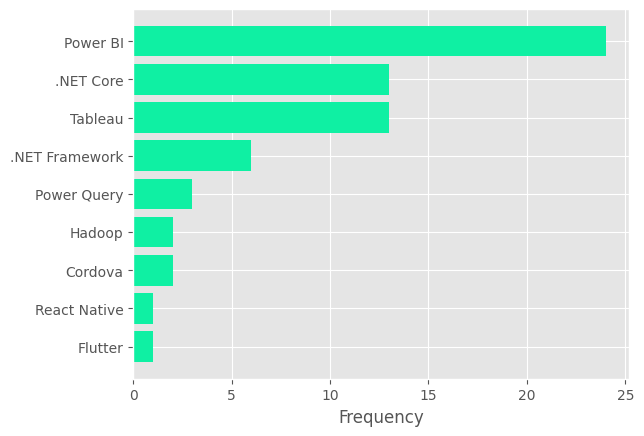 Power BI
.NET Core
Tableau
.NET Framework
Power Query
Hadoop
Cordova
React Native
Flutter
0 5 10 15 20 25
Frequency